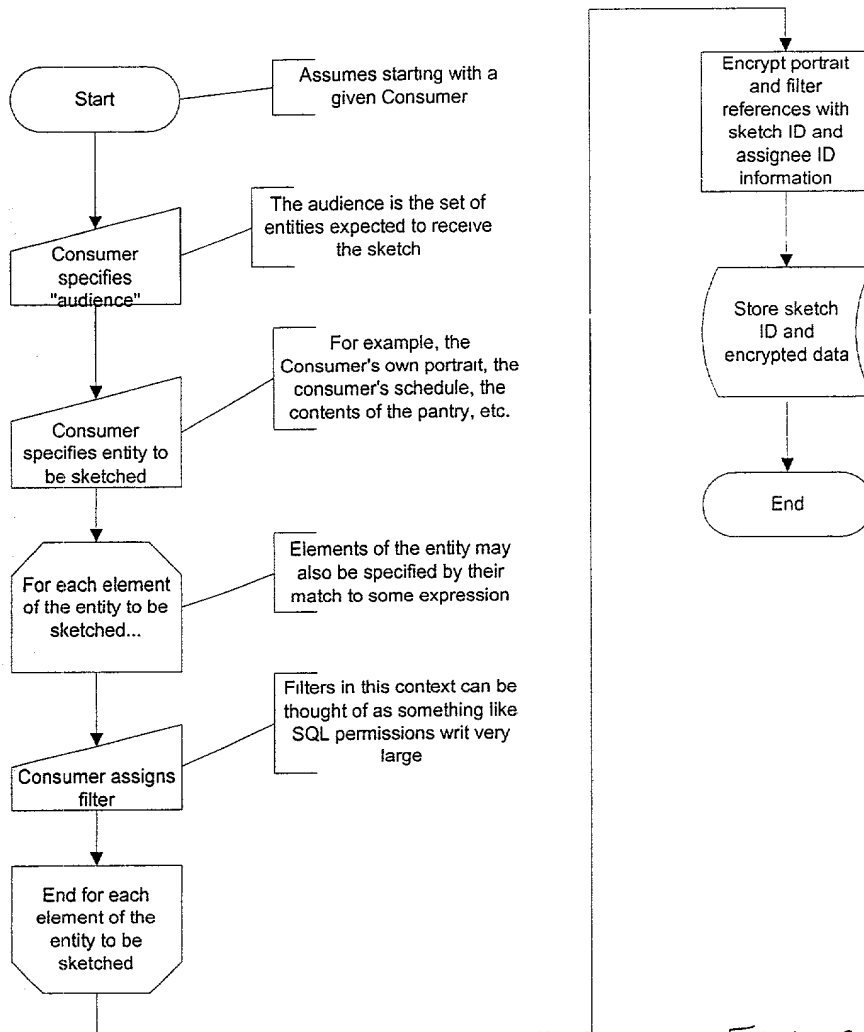 Start
Assumes starting with a
given Consumer
Consumer
specifies
"audience"
The audience is the set of
entities expected to receive
the sketch
Consumer
specifies entity to
be sketched
For example, the
Consumer's own portrait, the
consumer's schedule, the
contents of the pantry, etc.
For each element
of the entity to be
sketched...
Elements of the entity may
also be specified by their
match to some expression
Consumer assigns
filter
Filters in this context can be
thought of as something like
SQL permissions writ very
large
End for each
element of the
entity to be
sketched
Encrypt portrait
and filter
references with
sketch ID and
assignee ID
information
Store sketch
ID and
encrypted data
End